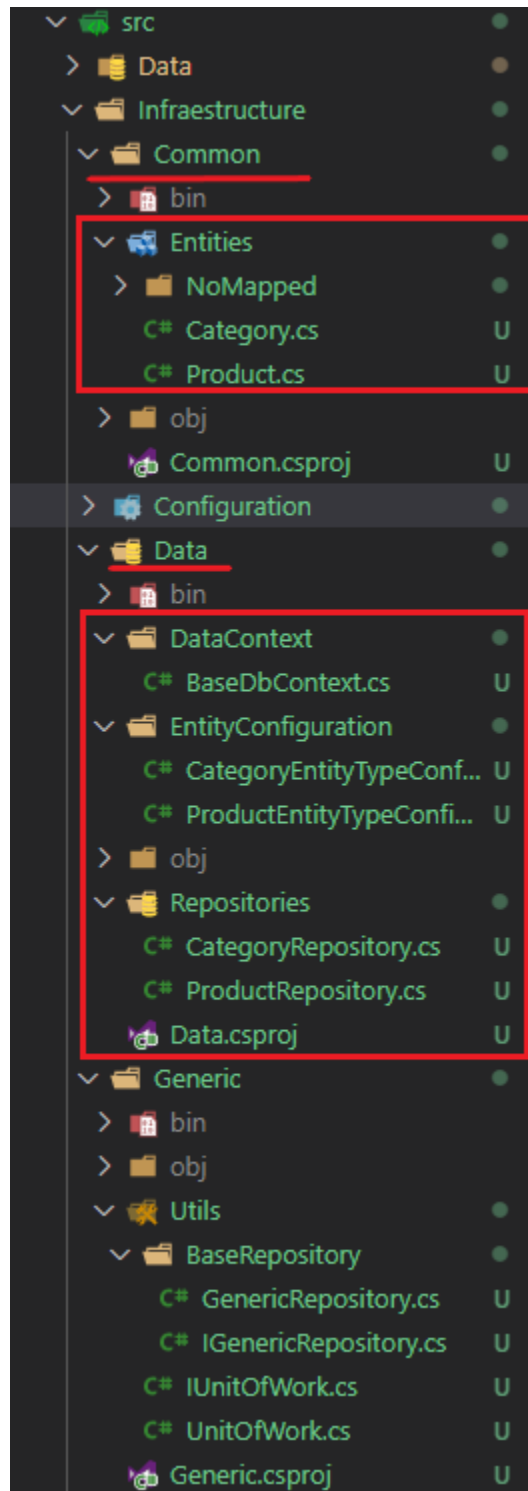 src
Data
Infraestructure
Common
bin
Entities
NoMapped
C# Category.cs U
C# Product.cs U
obj
Common.csproj U
Configuration
Data
bin
DataContext
C# BaseDbContext.cs U
EntityConfiguration
C# CategoryEntityTypeConf... U
C# ProductEntityTypeConfi... U
obj
Repositories
C# CategoryRepository.cs U
C# ProductRepository.cs U
Data.csproj U
Generic
bin
obj
Utils
BaseRepository
C# GenericRepository.cs U
C# IGenericRepository.cs U
C# IUnitOfWork.cs U
C# UnitOfWork.cs U
Generic.csproj U